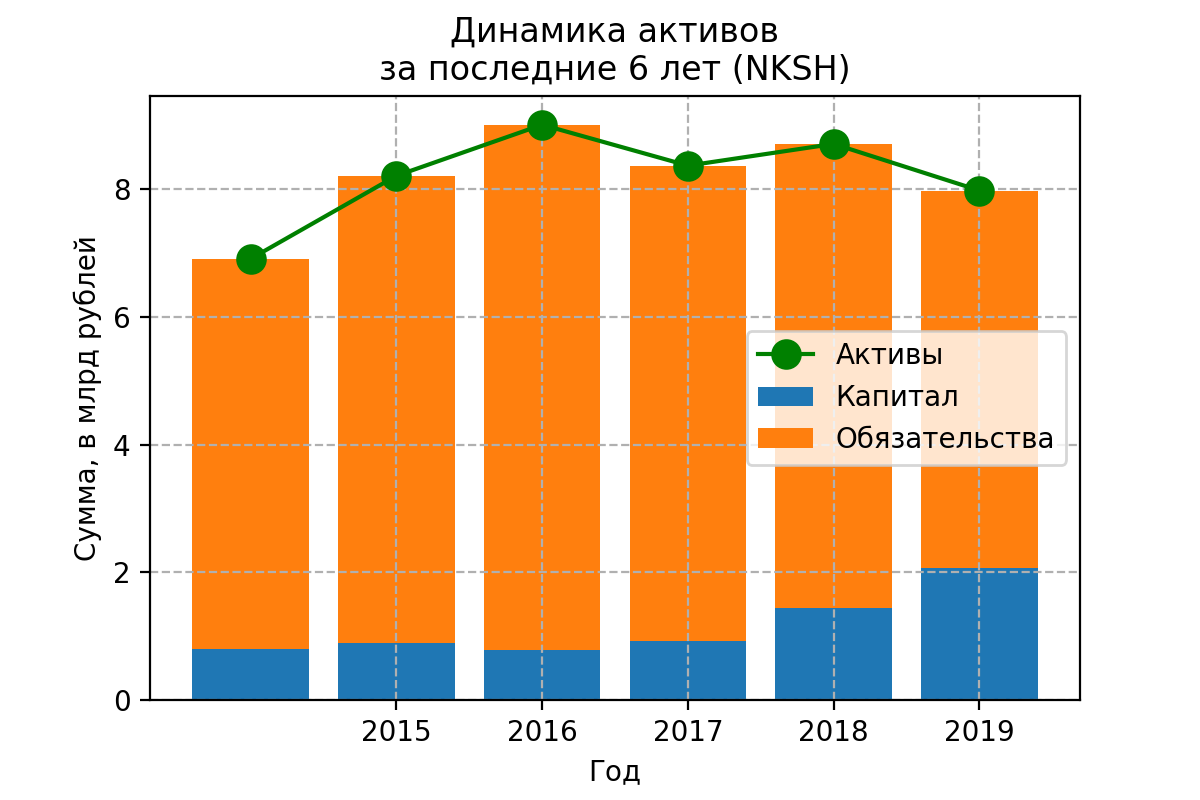 Динамика активов
за последние 6 лет (NKSH)
Сумма, в млрд рублей
8
6
4
2
0
Активы
Капитал
Обязательства
2015 2016 2017 2018 2019
Год